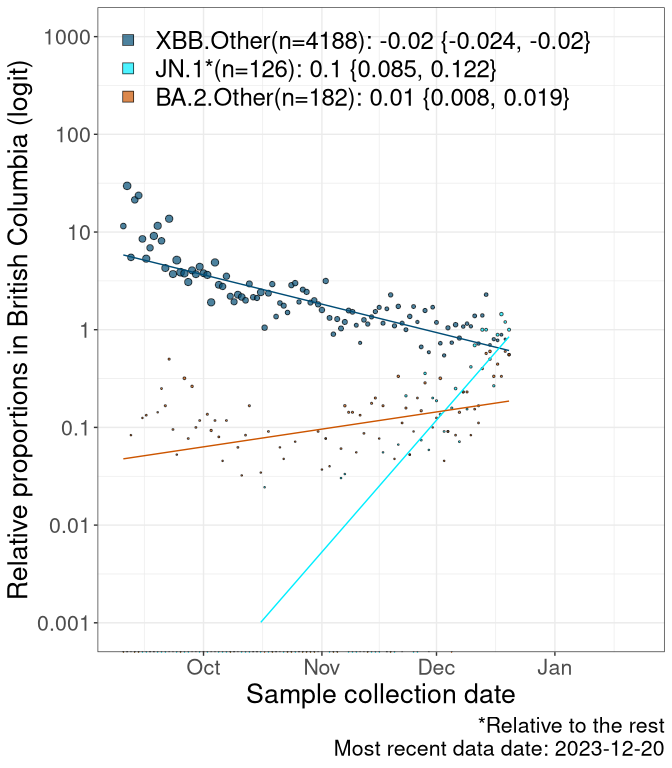 XBB.Other(n=4188): -0.02 {-0.024, -0.02}
JN.1*(n=126): 0.1 {0.085, 0.122}
BA.2.Other(n=182): 0.01 {0.008, 0.019}
Relative proportions in British Columbia (logit)
1000
100
10
1
0.1
0.01
0.001
Oct Nov Dec Jan
Sample collection date
*Relative to the rest
Most recent data date: 2023-12-20